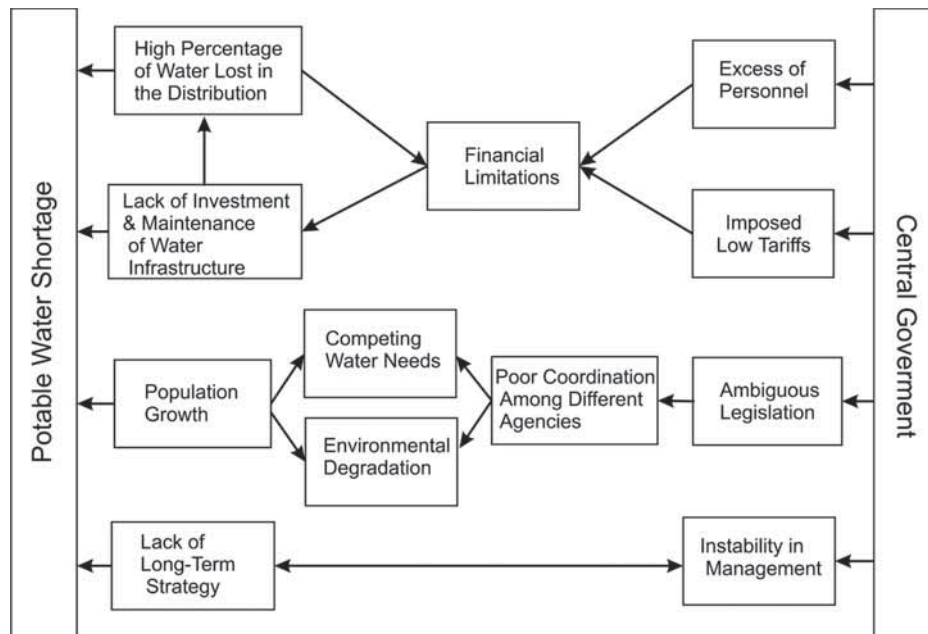 Potable Water Shortage
High Percentage
of Water Lost in
the Distribution
Lack of Investment
& Maintenance
of Water
Infrastructure
Financial
Limitations
Excess of
Personnel
Imposed
Low Tariffs
Population
Growth
Competing
Water Needs
Environmental
Degradation
Poor Coordination
Among Different
Agencies
Ambiguous
Legislation
Lack of
Long-Term
Strategy
Instability in
Management
Central Goverment